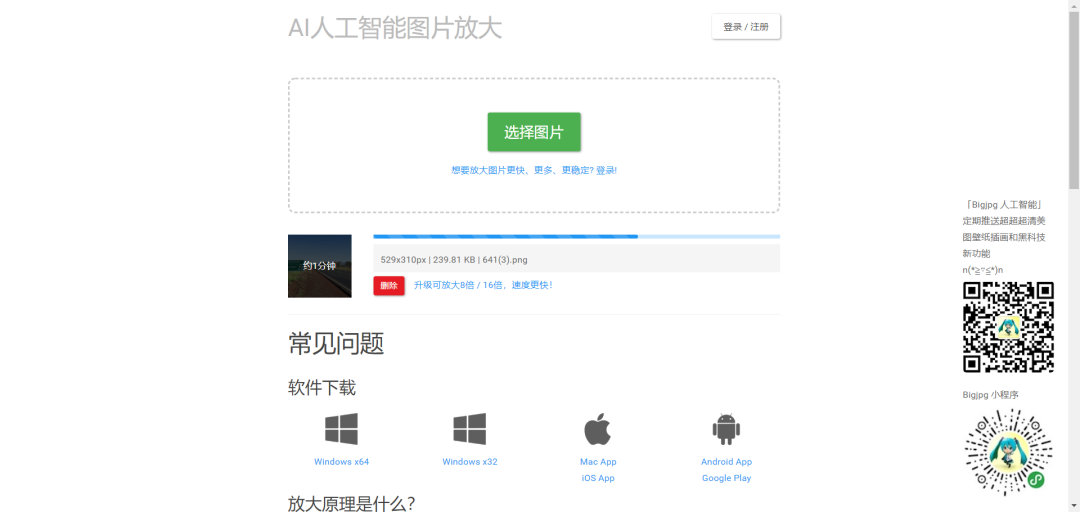 AI人工智能图片放大
登录 / 注册
选择图片
想要放大图片更快、更多、更稳定? 登录!
约1分钟
529x310px | 239.81 KB | 641(3).png
删除
升级可放大8倍 / 16倍，速度更快!
常见问题
软件下载
Windows x64
Windows x32
Mac App
iOS App
Android App
Google Play
放大原理是什么?
「Bigjpg 人工智能」
定期推送超超超清美
图壁纸插画和黑科技
新功能
n(*≧▽≦*)n
Bigjpg 小程序